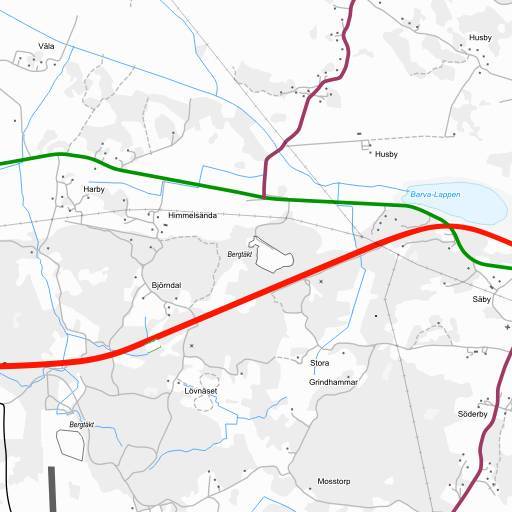 Väla
Husby
Husby
Barva-Lappen
Harby
Himmelsända
Bergtäkt
Björndal
Säby
Stora
Grindhammar
Lövnäset
Söderby
Bergtäkt
Mosstorp